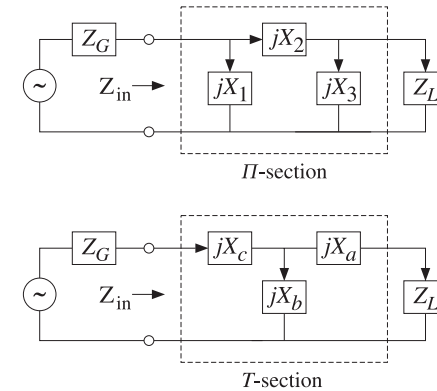 Z_G jX_2
~ Z_in jX_1 jX_3 Z_L
Π-section
Z_G jX_c jX_a
~ Z_in jX_b Z_L
T-section